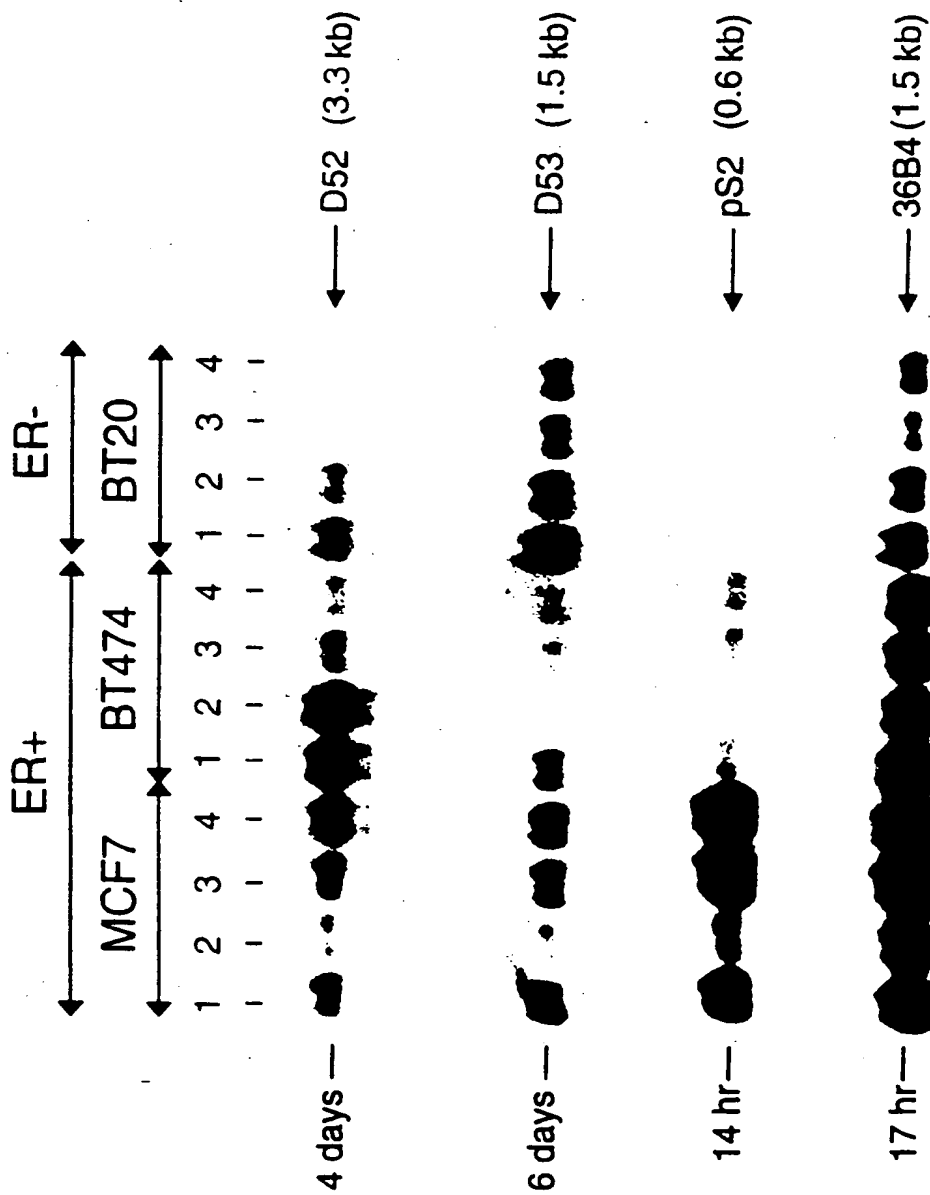 ER+ ER-
MCF7 BT474 BT20
1 2 3 4 1 2 3 4 1 2 3 4
4 days D52 (3.3 kb)
6 days D53 (1.5 kb)
14 hr pS2 (0.6 kb)
17 hr 36B4 (1.5 kb)